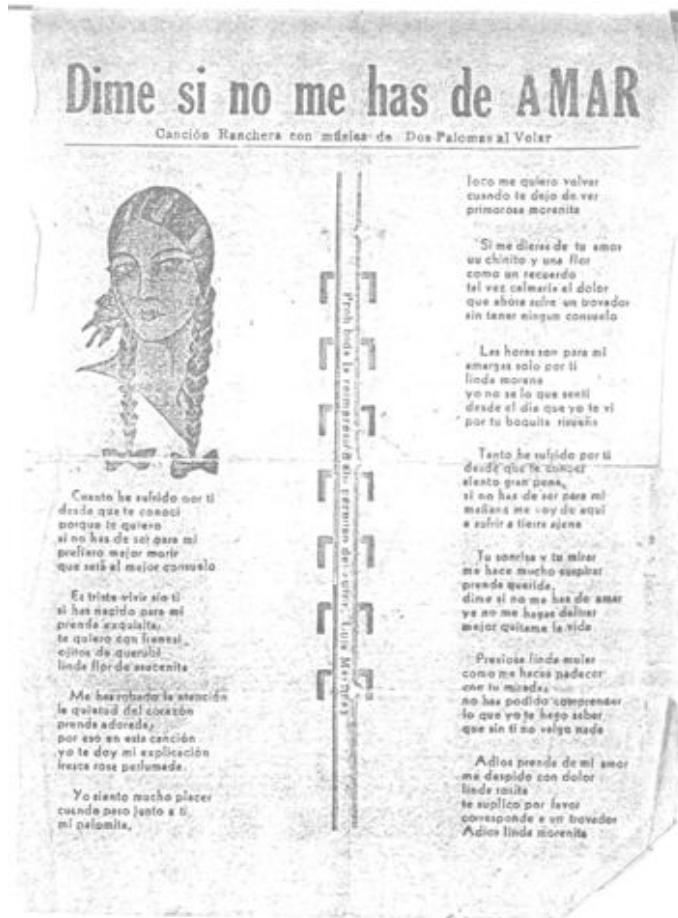 Dime si no me has de AMAR
Canción Ranchera con música de Dos Palomas al Volar
Cuanto he sufrido por ti
desde que te conocí
porque te quiero
si no has de ser para mi
prefiero mejor morir
que será el mejor consuelo
Es triste vivir sin ti
si has nacido para mi
prenda exquisita,
te quiero con frenesí
ojitos de querubí
linda flor de azucenita
Me has robado la atención
la quietud del corazón
prenda adorada,
por eso en esta canción
yo te doy mi explicación
fresca rosa perfumada.
Yo siento mucho placer
cuando paso junto a ti
mi palomita,
Prohibida la reimpresión sin permiso del autor. Luis
loco me quiero volver
cuando te dejo de ver
primorosa morenita
Si me dieras de tu amor
un chinito y una flor
como un recuerdo
tal vez calmaría el dolor
que ahora sufre un trovador
sin tener ningun consuelo
Las horas son para mi
amargas solo por ti
linda morena
yo no se lo que sentí
desde el día que yo te ví
por tu boquita risueña
Tanto he sufrido por ti
desde que te conocí
siento gran pena,
si no has de ser para mi
mañana me voy de aquí
a sufrir a tierra ajena
Tu sonrisa y tu mirar
me hace mucho suspirar
prenda querida,
dime si no me has de amar
ya no me hagas delirar
mejor quítame la vida
Preciosa linda mujer
como me haces padecer
con tu mirada,
no has podido comprender
lo que yo te hago saber
que sin ti no valgo nada
Adios prenda de mi amor
me despido con dolor
linda rosita
te suplico por favor
corresponde a un trovador
Adios linda morenita